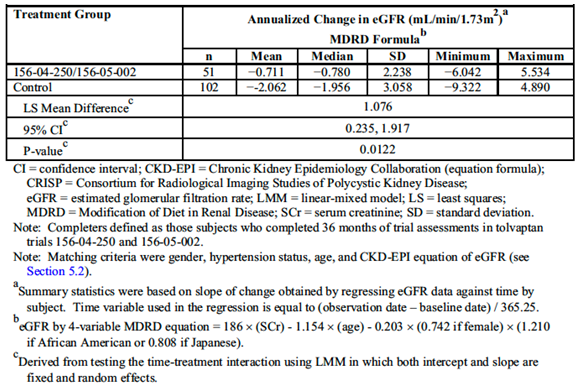 Treatment Group
Annualized Change in eGFR (mL/min/1.73m²)ᵃ
MDRD Formulaᵇ
n Mean Median SD Minimum Maximum
156-04-250/156-05-002 51 −0.711 −0.780 2.238 −6.042 5.534
Control 102 −-2.062 −1.956 3.058 −9.322 4.890
LS Mean Differenceᶜ 1.076
95% CIᶜ 0.235, 1.917
P-valueᶜ 0.0122
CI = confidence interval; CKD-EPI = Chronic Kidney Epidemiology Collaboration (equation formula);
CRISP = Consortium for Radiological Imaging Studies of Polycystic Kidney Disease;
eGFR = estimated glomerular filtration rate; LMM = linear-mixed model; LS = least squares;
MDRD = Modification of Diet in Renal Disease; SCr = serum creatinine; SD = standard deviation.
Note: Completers defined as those subjects who completed 36 months of trial assessments in tolvaptan
trials 156-04-250 and 156-05-002.
Note: Matching criteria were gender, hypertension status, age, and CKD-EPI equation of eGFR (see
Section 5.2).
ᵃSummary statistics were based on slope of change obtained by regressing eGFR data against time by
subject. Time variable used in the regression is equal to (observation date – baseline date) / 365.25.
ᵇeGFR by 4-variable MDRD equation = 186 × (SCr) - 1.154 × (age) - 0.203 × (0.742 if female) × (1.210
if African American or 0.808 if Japanese).
ᶜDerived from testing the time-treatment interaction using LMM in which both intercept and slope are
fixed and random effects.